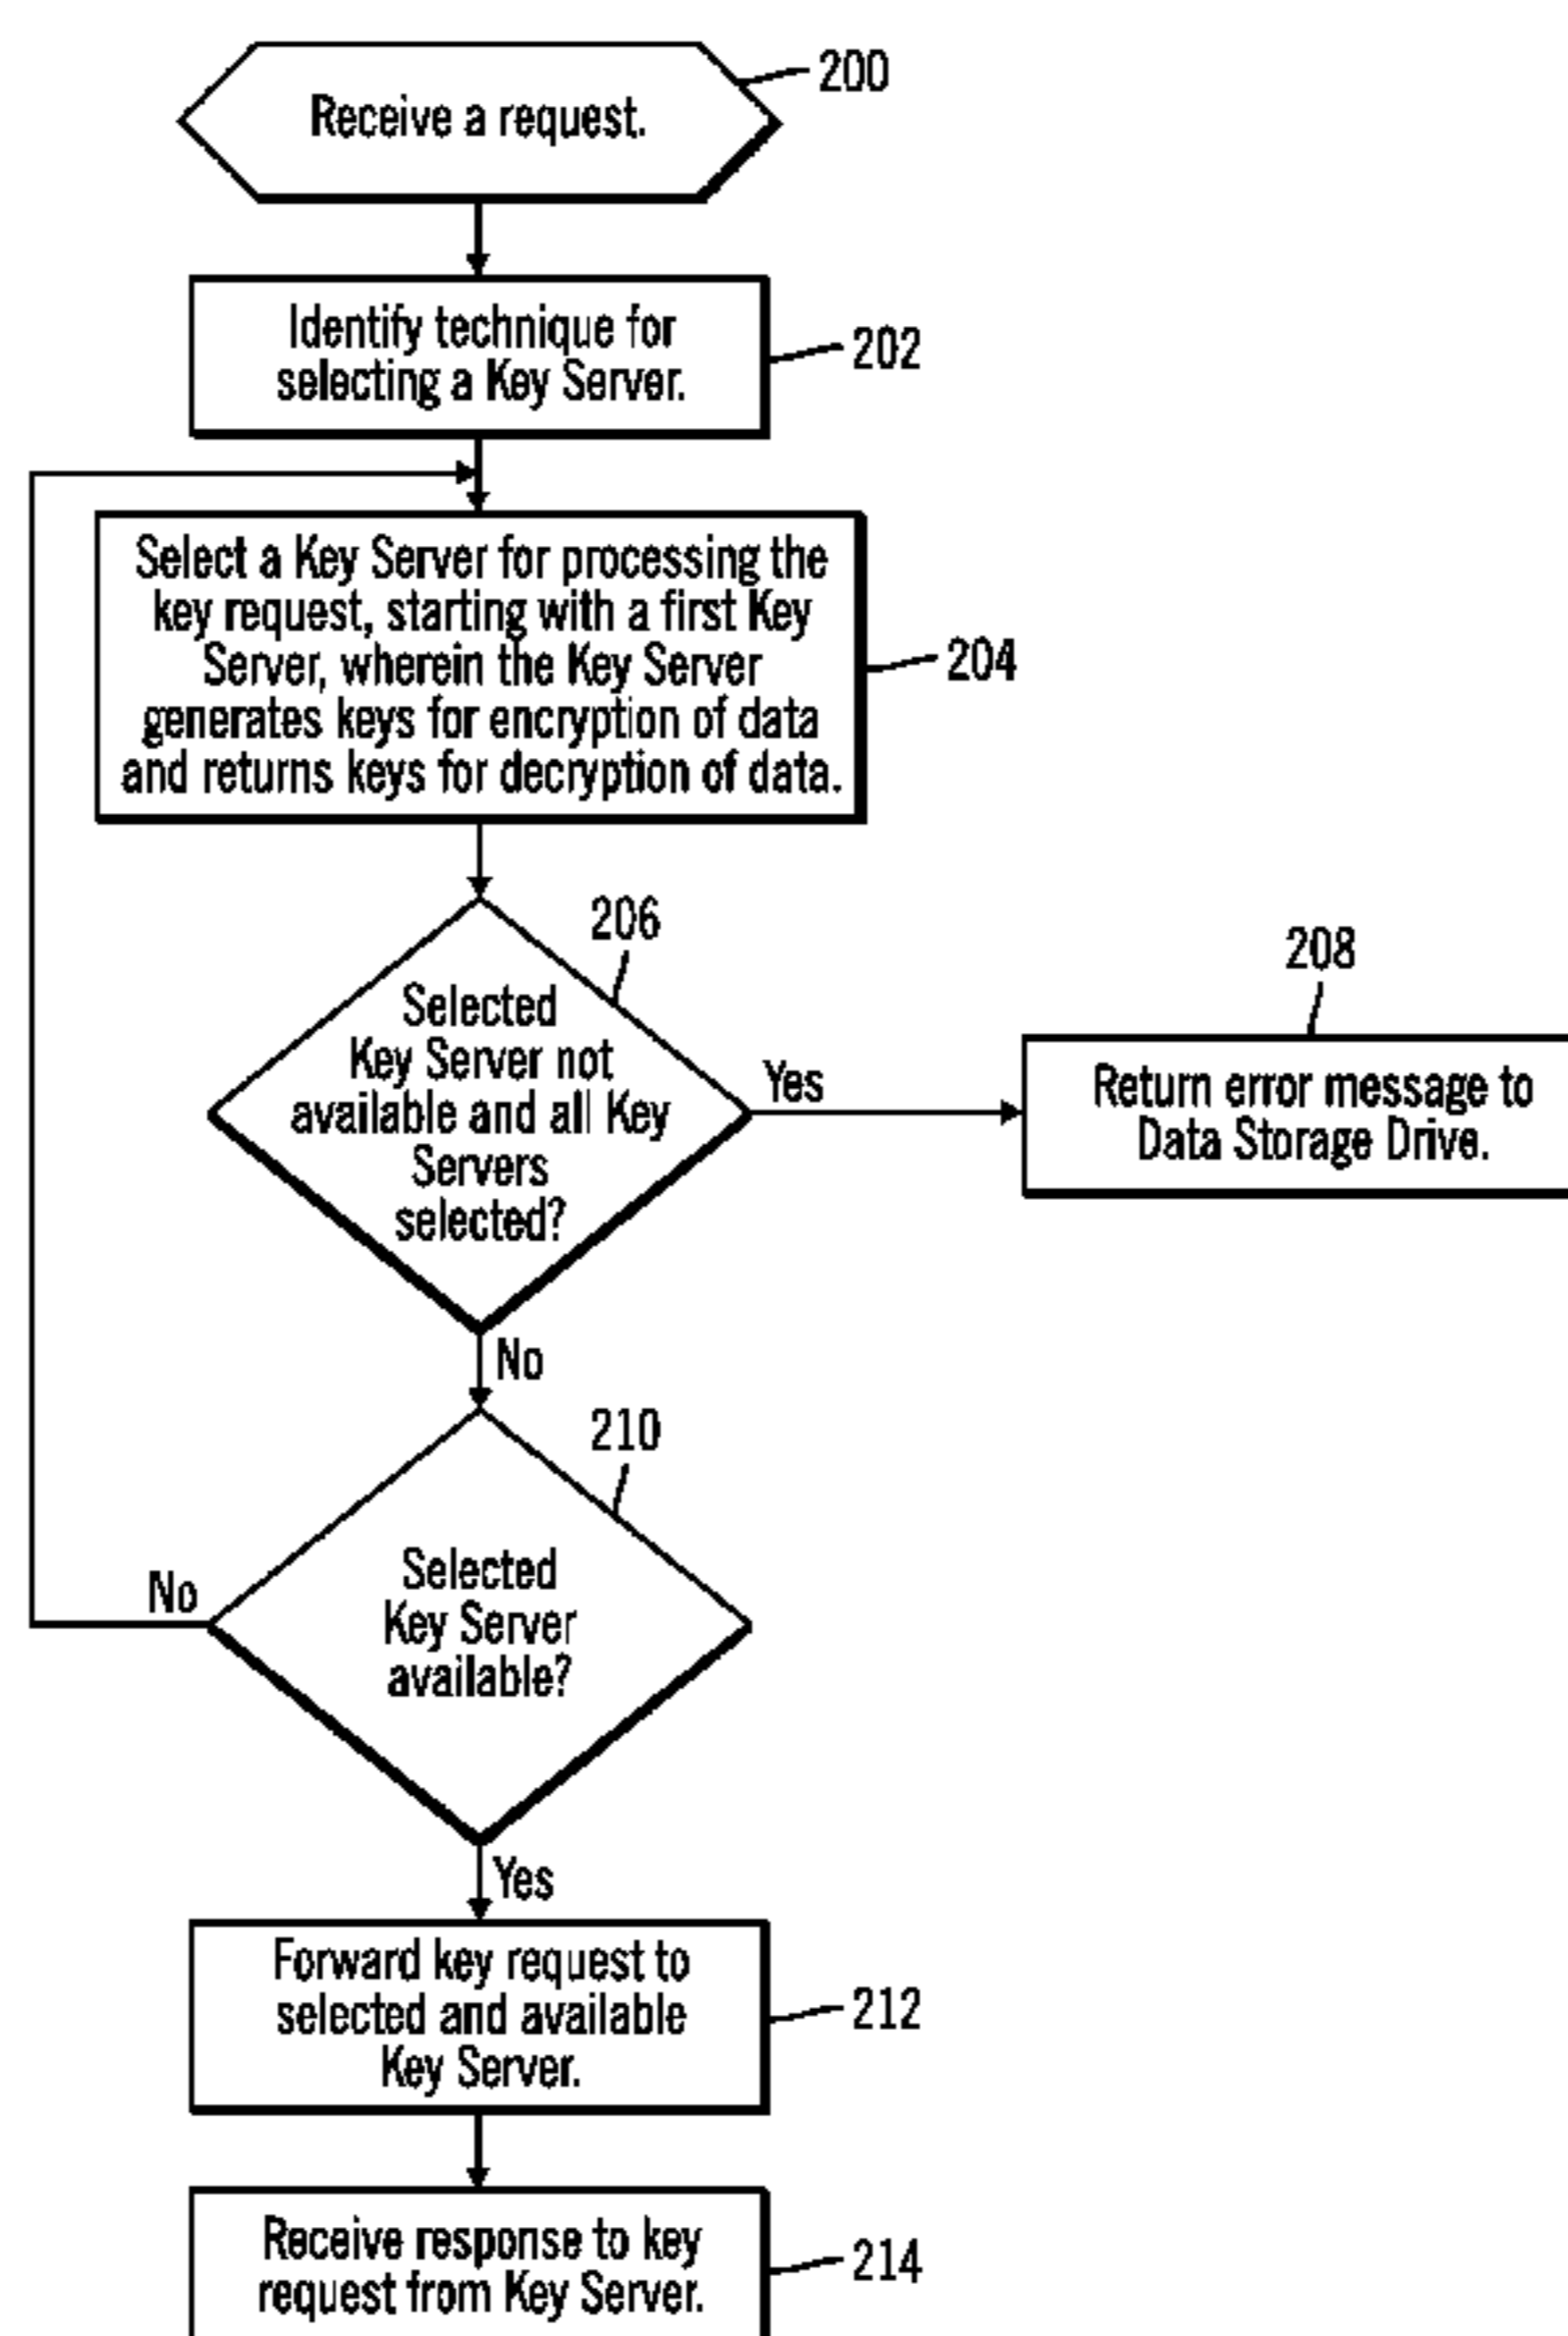 200
Receive a request.
Identify technique for
selecting a Key Server.
202
Select a Key Server for processing the
key request, starting with a first Key
Server, wherein the Key Server
generates keys for encryption of data
and returns keys for decryption of data.
204
206
Selected
Key Server not
available and all Key
Servers
selected?
Yes
208
Return error message to
Data Storage Drive.
No
210
Selected
Key Server
available?
No
Yes
Forward key request to
selected and available
Key Server.
212
Receive response to key
request from Key Server.
214